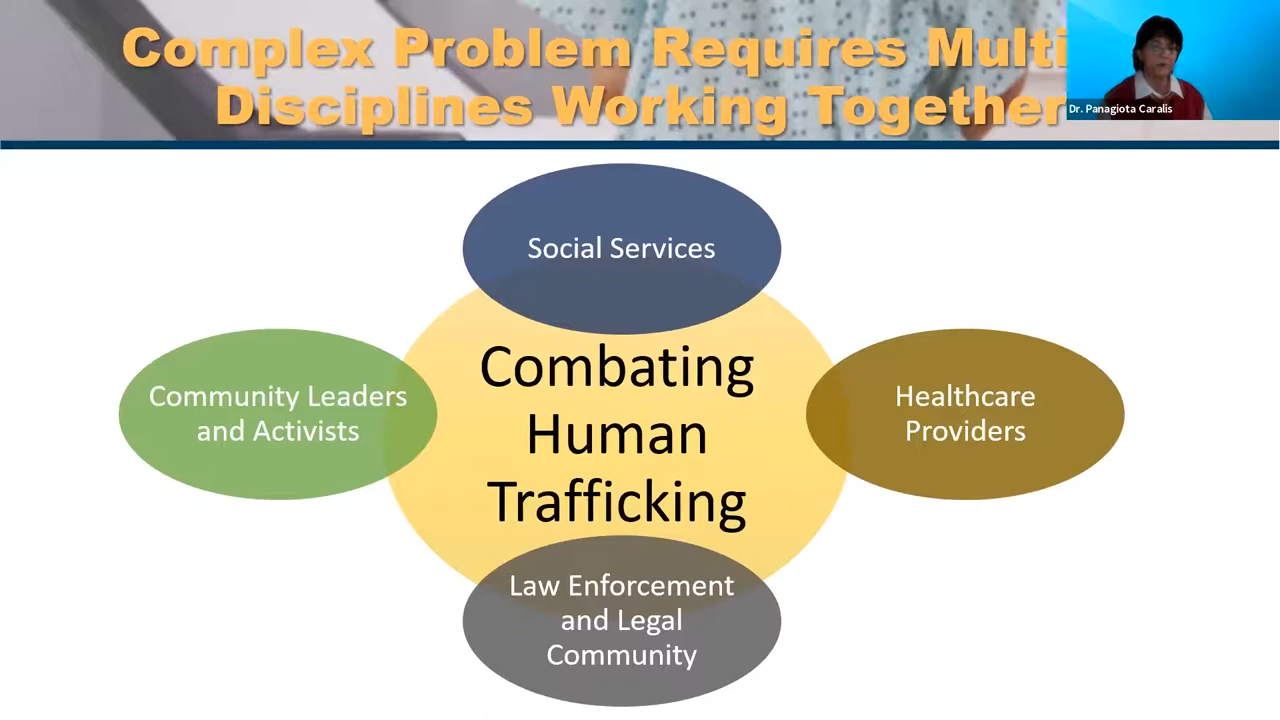 Complex Problem Requires Multi
Disciplines Working Together
Dr. Panagiota Caralis
Social Services
Community Leaders
and Activists
Combating
Human
Trafficking
Healthcare
Providers
Law Enforcement
and Legal
Community